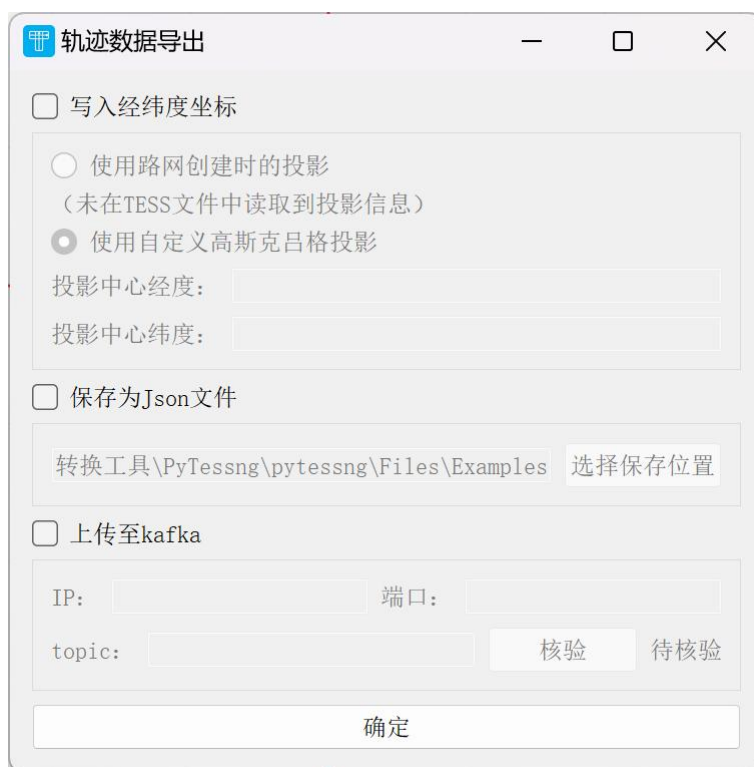 轨迹数据导出
写入经纬度坐标
使用路网创建时的投影
（未在TESS文件中读取到投影信息）
使用自定义高斯克吕格投影
投影中心经度：
投影中心纬度：
保存为Json文件
转换工具\PyTessng\pytessng\Files\Examples 选择保存位置
上传至kafka
IP： 端口：
topic： 核验 待核验
确定